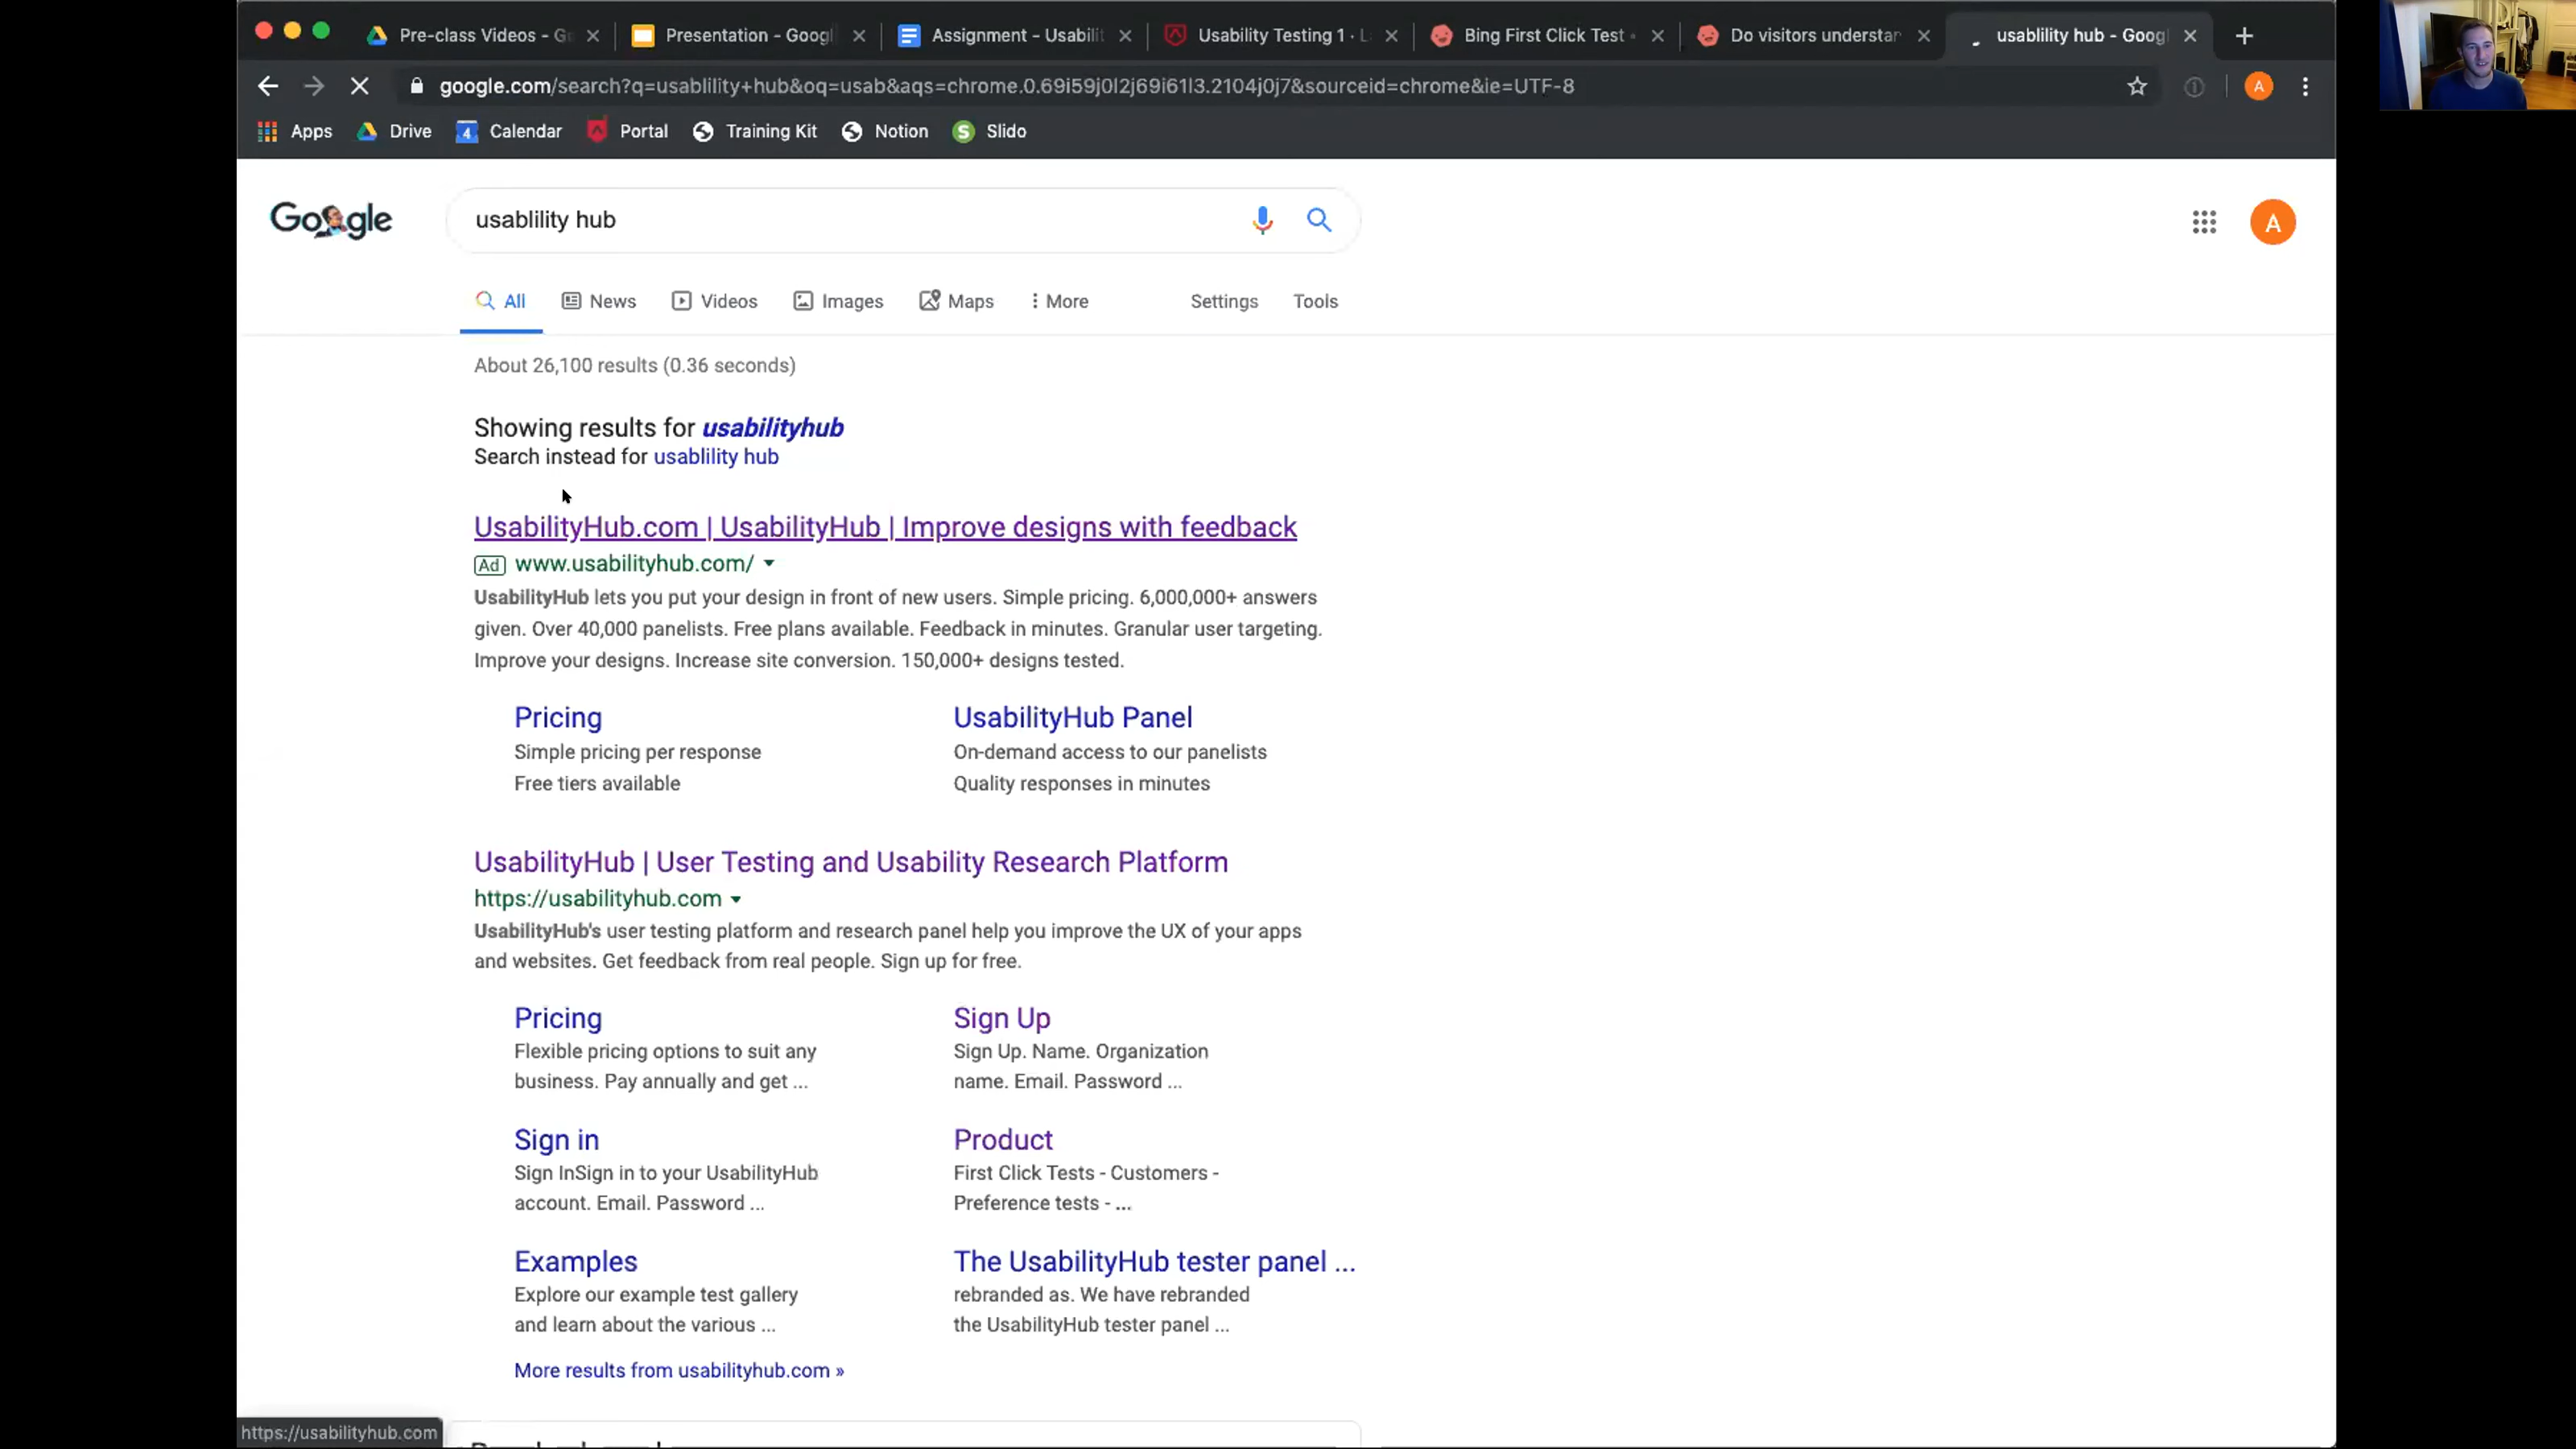 Pre-class Videos - G
Presentation - Googl
Assignment - Usabilit
Usability Testing 1 · L
Bing First Click Test
Do visitors understan
usablility hub - Googl
google.com/search?q=usablility+hub&oq=usab&aqs=chrome.0.69i59j0l2j69i61l3.2104j0j7&sourceid=chrome&ie=UTF-8
A
Apps
Drive
4
Calendar
Portal
Training Kit
Notion
S
Slido
Google
usablility hub
A
All
News
Videos
Images
Maps
More
Settings
Tools
About 26,100 results (0.36 seconds)
Showing results for usabilityhub
Search instead for usablility hub
UsabilityHub.com | UsabilityHub | Improve designs with feedback
Ad www.usabilityhub.com/
UsabilityHub lets you put your design in front of new users. Simple pricing. 6,000,000+ answers
given. Over 40,000 panelists. Free plans available. Feedback in minutes. Granular user targeting.
Improve your designs. Increase site conversion. 150,000+ designs tested.
Pricing
Simple pricing per response
Free tiers available
UsabilityHub Panel
On-demand access to our panelists
Quality responses in minutes
UsabilityHub | User Testing and Usability Research Platform
https://usabilityhub.com
UsabilityHub's user testing platform and research panel help you improve the UX of your apps
and websites. Get feedback from real people. Sign up for free.
Pricing
Flexible pricing options to suit any
business. Pay annually and get ...
Sign Up
Sign Up. Name. Organization
name. Email. Password ...
Sign in
Sign InSign in to your UsabilityHub
account. Email. Password ...
Product
First Click Tests - Customers -
Preference tests - ...
Examples
Explore our example test gallery
and learn about the various ...
The UsabilityHub tester panel ...
rebranded as. We have rebranded
the UsabilityHub tester panel ...
More results from usabilityhub.com »
https://usabilityhub.com